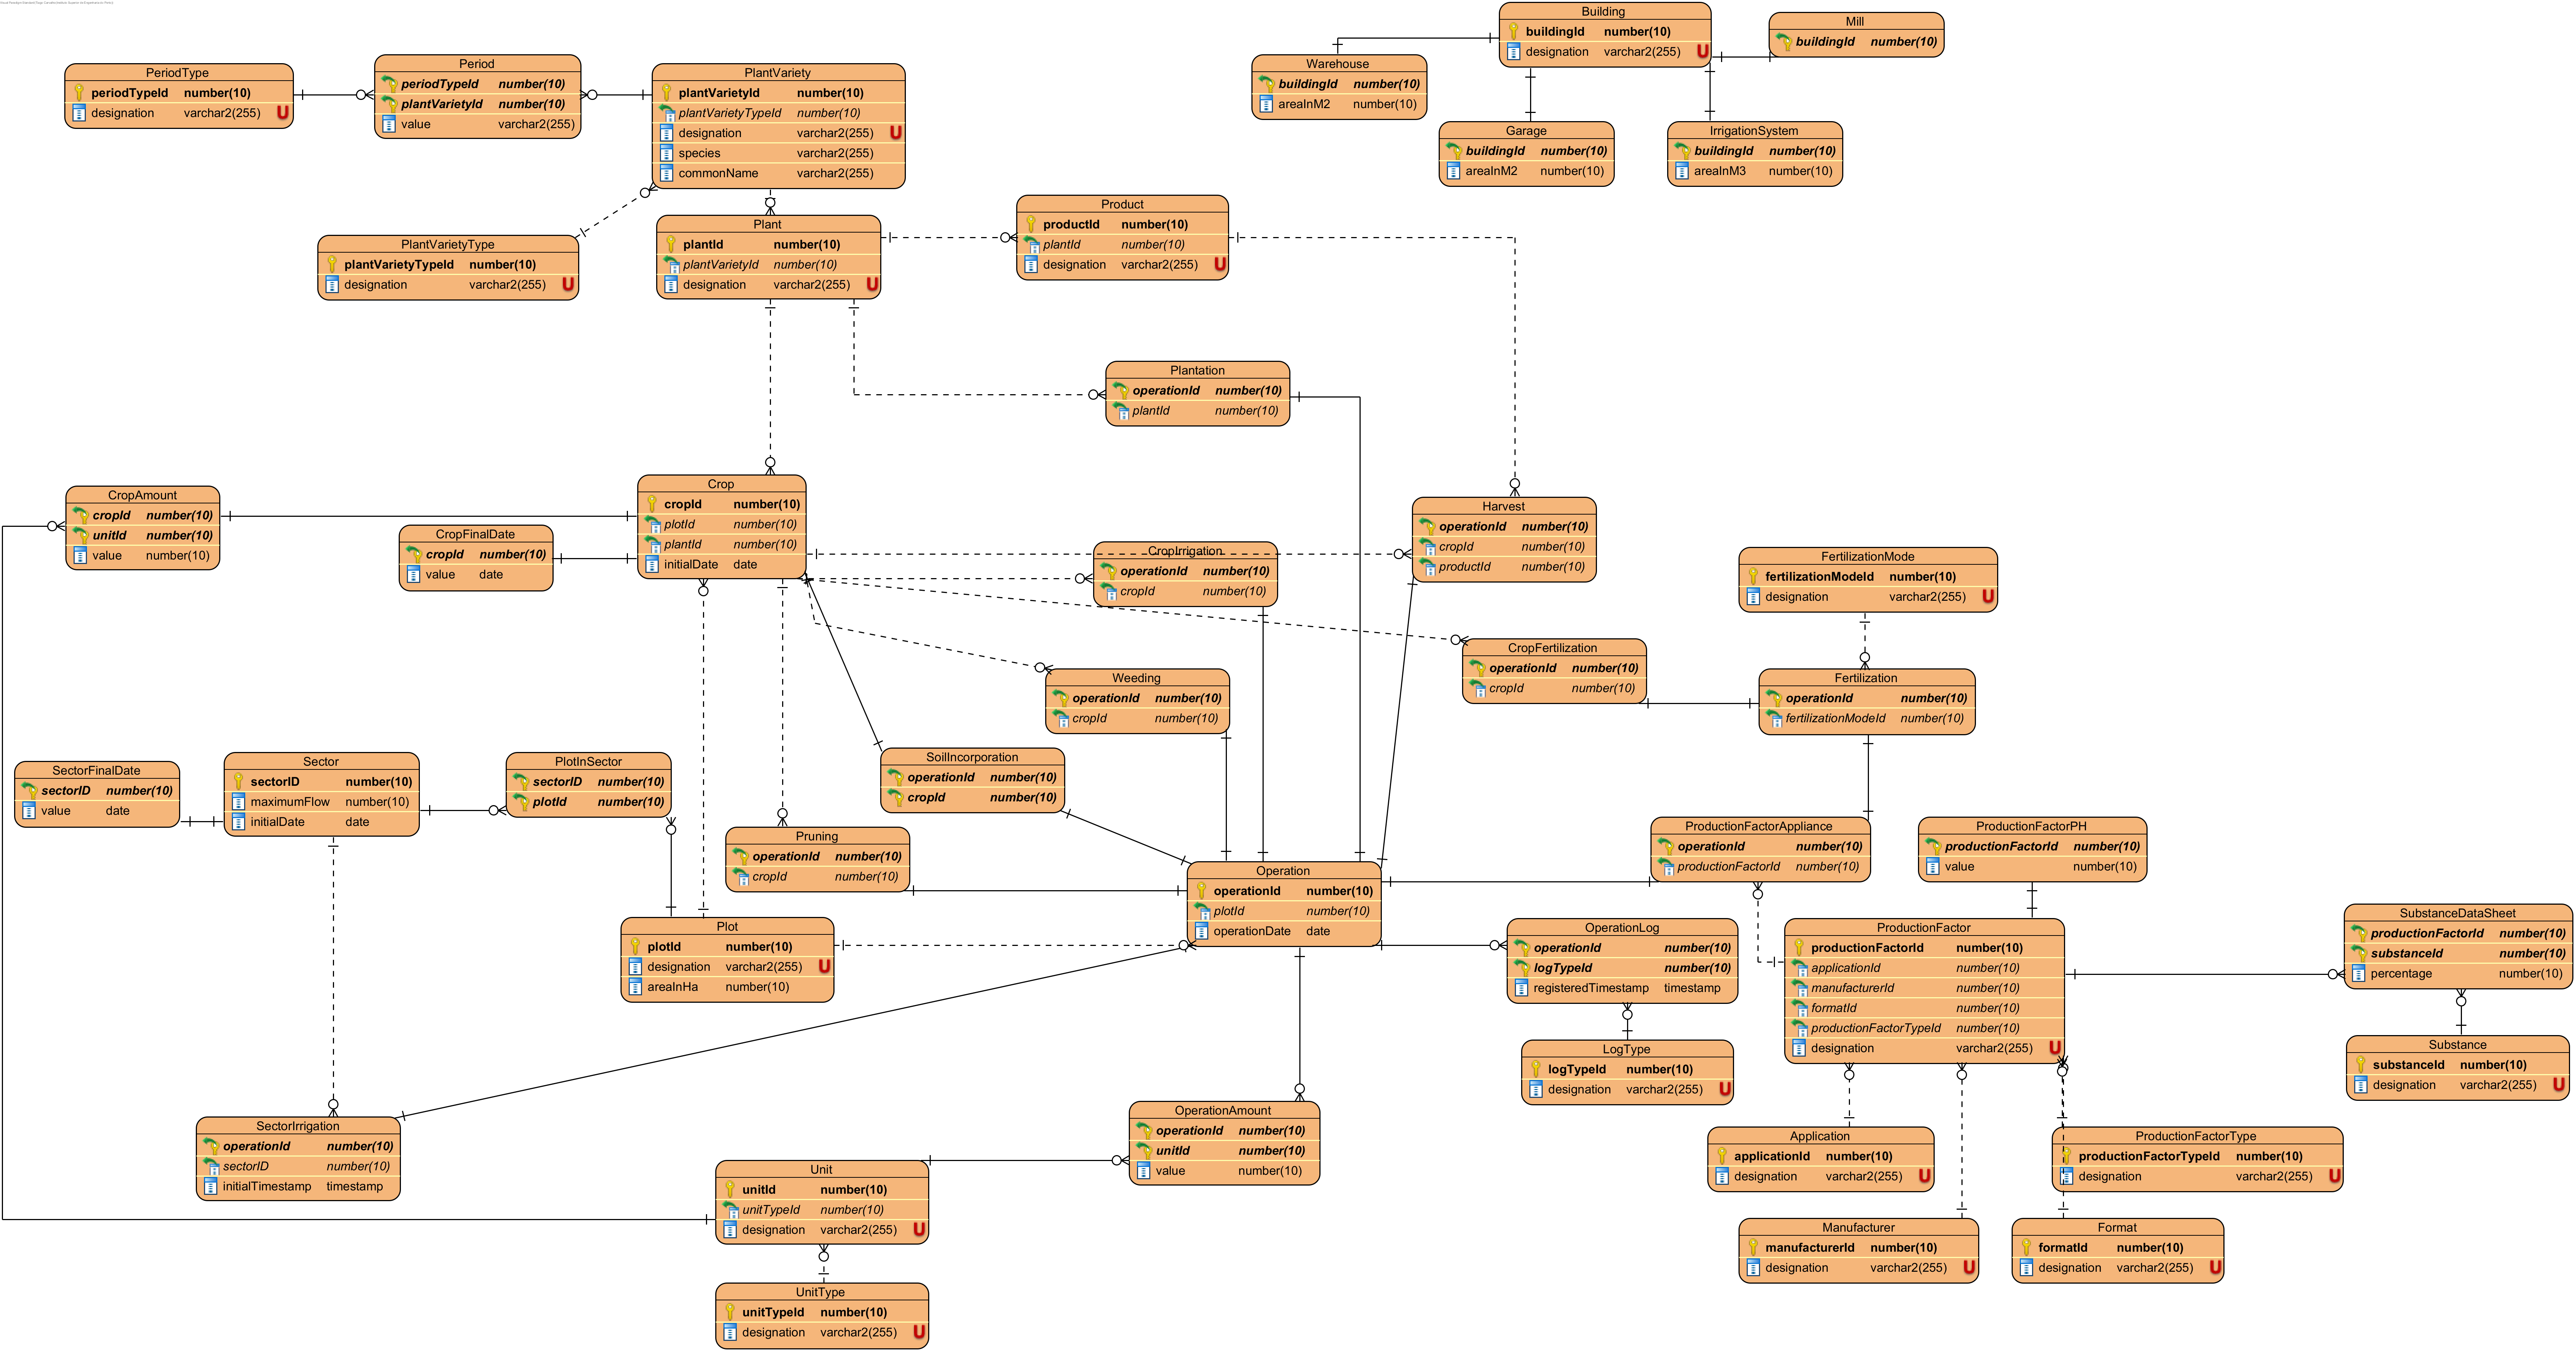 Building
buildingId number(10)
designation varchar2(255) U
Mill
buildingId number(10)
Warehouse
buildingId number(10)
areaInM2 number(10)
Garage
buildingId number(10)
areaInM2 number(10)
IrrigationSystem
buildingId number(10)
areaInM3 number(10)
PeriodType
periodTypeId number(10)
designation varchar2(255) U
Period
periodTypeId number(10)
plantVarietyId number(10)
value varchar2(255)
PlantVariety
plantVarietyId number(10)
plantVarietyTypeId number(10)
designation varchar2(255) U
species varchar2(255)
commonName varchar2(255)
PlantVarietyType
plantVarietyTypeId number(10)
designation varchar2(255) U
Plant
plantId number(10)
plantVarietyId number(10)
designation varchar2(255) U
Product
productId number(10)
plantId number(10)
designation varchar2(255) U
Plantation
operationId number(10)
plantId number(10)
CropAmount
cropId number(10)
unitId number(10)
value number(10)
CropFinalDate
cropId number(10)
value date
Crop
cropId number(10)
plotId number(10)
plantId number(10)
initialDate date
CropIrrigation
operationId number(10)
cropId number(10)
Harvest
operationId number(10)
cropId number(10)
productId number(10)
FertilizationMode
fertilizationModeId number(10)
designation varchar2(255) U
CropFertilization
operationId number(10)
cropId number(10)
Fertilization
operationId number(10)
fertilizationModeId number(10)
Weeding
operationId number(10)
cropId number(10)
SoilIncorporation
operationId number(10)
cropId number(10)
SectorFinalDate
sectorID number(10)
value date
Sector
sectorID number(10)
maximumFlow number(10)
initialDate date
PlotInSector
sectorID number(10)
plotId number(10)
Pruning
operationId number(10)
cropId number(10)
Operation
operationId number(10)
plotId number(10)
operationDate date
ProductionFactorAppliance
operationId number(10)
productionFactorId number(10)
ProductionFactorPH
productionFactorId number(10)
value number(10)
Plot
plotId number(10)
designation varchar2(255) U
areaInHa number(10)
OperationLog
operationId number(10)
logTypeId number(10)
registeredTimestamp timestamp
ProductionFactor
productionFactorId number(10)
applicationId number(10)
manufacturerId number(10)
formatId number(10)
productionFactorTypeId number(10)
designation varchar2(255) U
SubstanceDataSheet
productionFactorId number(10)
substanceId number(10)
percentage number(10)
LogType
logTypeId number(10)
designation varchar2(255) U
Substance
substanceId number(10)
designation varchar2(255) U
SectorIrrigation
operationId number(10)
sectorID number(10)
initialTimestamp timestamp
OperationAmount
operationId number(10)
unitId number(10)
value number(10)
Application
applicationId number(10)
designation varchar2(255) U
ProductionFactorType
productionFactorTypeId number(10)
designation varchar2(255) U
Unit
unitId number(10)
unitTypeId number(10)
designation varchar2(255) U
Manufacturer
manufacturerId number(10)
designation varchar2(255) U
Format
formatId number(10)
designation varchar2(255) U
UnitType
unitTypeId number(10)
designation varchar2(255) U